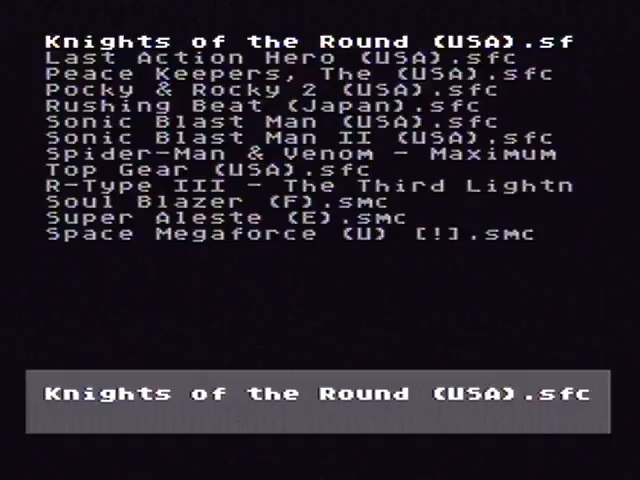 Knights of the Round (USA).sf
Last Action Hero (USA).sfc
Peace Keepers, The (USA).sfc
Pocky & Rocky 2 (USA).sfc
Rushing Beat (Japan).sfc
Sonic Blast Man (USA).sfc
Sonic Blast Man II (USA).sfc
Spider-Man & Venom - Maximum
Top Gear (USA).sfc
R-Type III - The Third Lightn
Soul Blazer (F).smc
Super Aleste (E).smc
Space Megaforce (U) [!].smc
Knights of the Round (USA).sfc